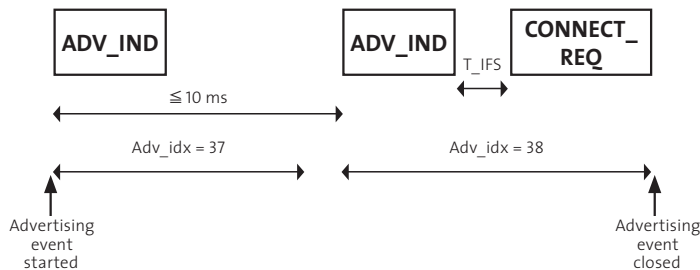 ADV_IND
ADV_IND
CONNECT_
REQ
T_IFS
≦ 10 ms
Adv_idx = 37
Adv_idx = 38
Advertising
event
started
Advertising
event
closed